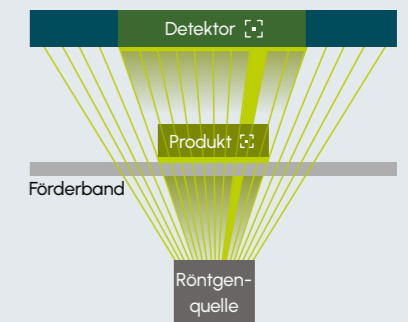 Detektor
Produkt
Förderband
Röntgen-
quelle